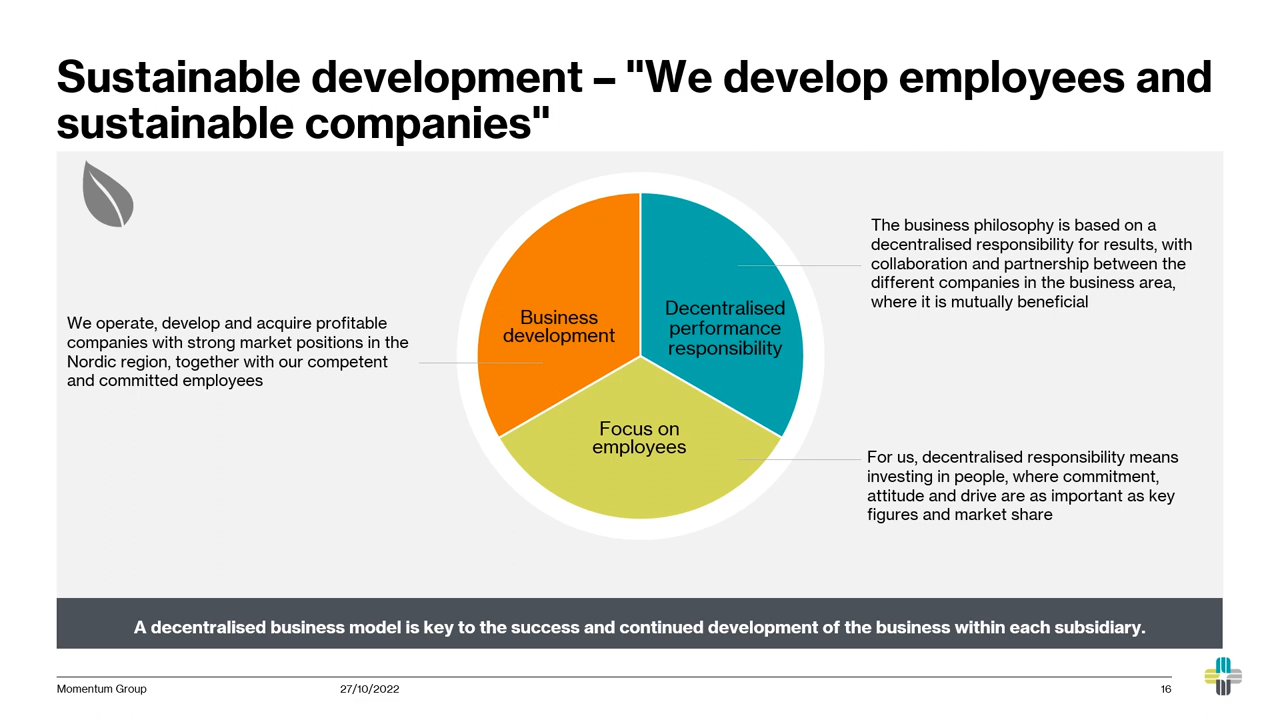 Sustainable development – "We develop employees and
sustainable companies"
We operate, develop and acquire profitable
companies with strong market positions in the
Nordic region, together with our competent
and committed employees
Business
development
Decentralised
performance
responsibility
Focus on
employees
The business philosophy is based on a
decentralised responsibility for results, with
collaboration and partnership between the
different companies in the business area,
where it is mutually beneficial
For us, decentralised responsibility means
investing in people, where commitment,
attitude and drive are as important as key
figures and market share
A decentralised business model is key to the success and continued development of the business within each subsidiary.
Momentum Group
27/10/2022
16